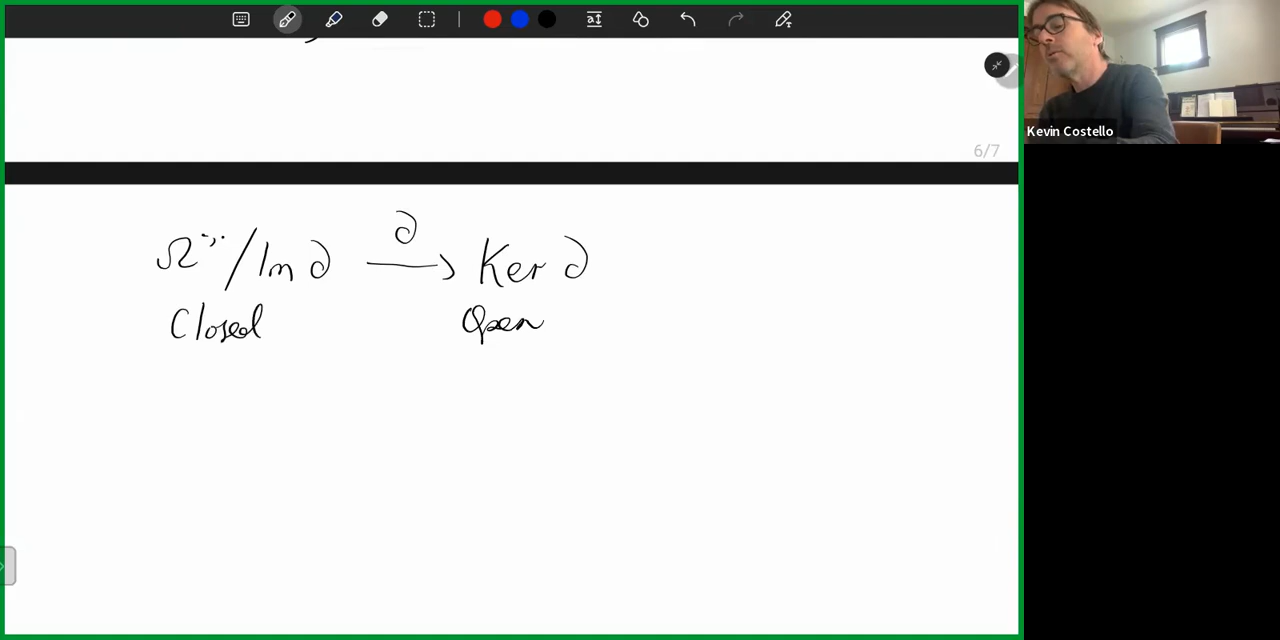 Kevin Costello
6/7
∂
/Im ∂ → Ker ∂
Closed Open